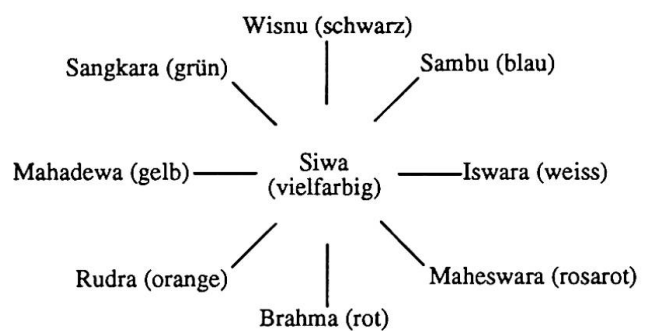 Wisnu (schwarz)
Sangkara (grün)
Sambu (blau)
Mahadewa (gelb)
Siwa
(vielfarbig)
Iswara (weiss)
Rudra (orange)
Maheswara (rosarot)
Brahma (rot)